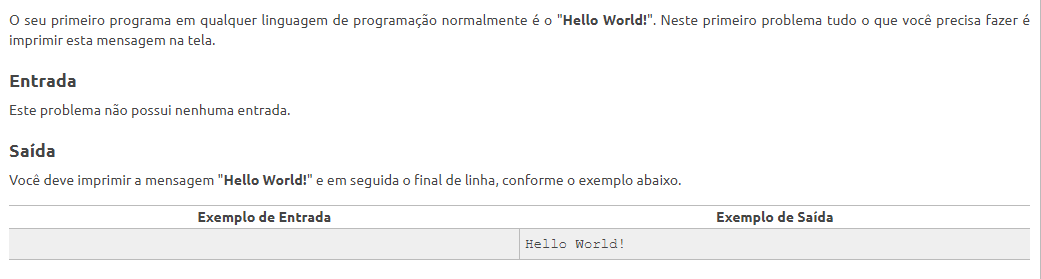 O seu primeiro programa em qualquer linguagem de programação normalmente é o "Hello World!". Neste primeiro problema tudo o que você precisa fazer é
imprimir esta mensagem na tela.
Entrada
Este problema não possui nenhuma entrada.
Saída
Você deve imprimir a mensagem "Hello World!" e em seguida o final de linha, conforme o exemplo abaixo.
Exemplo de Entrada Exemplo de Saída
Hello World!